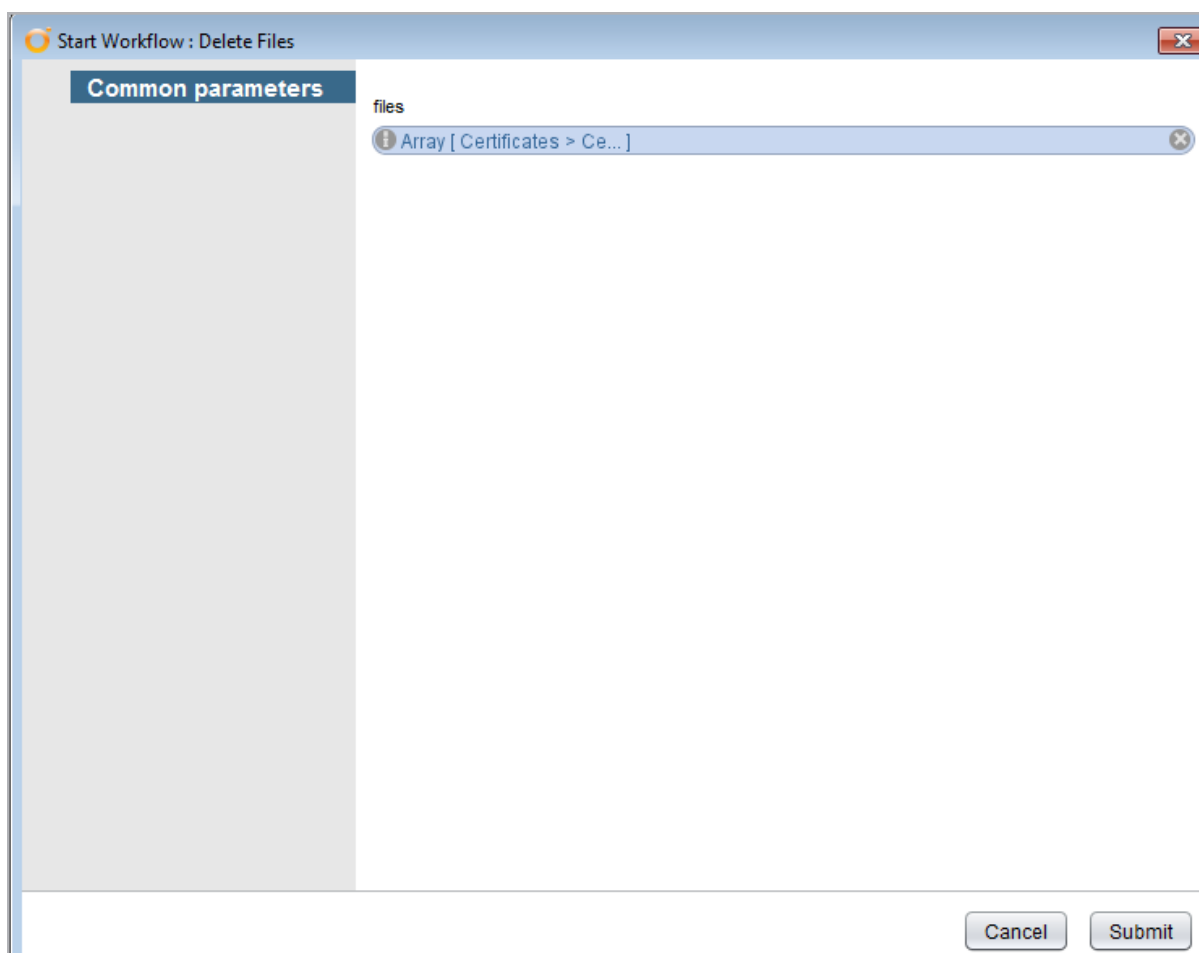 Start Workflow : Delete Files
Common parameters
files
Array [ Certificates > Ce... ]
Cancel
Submit